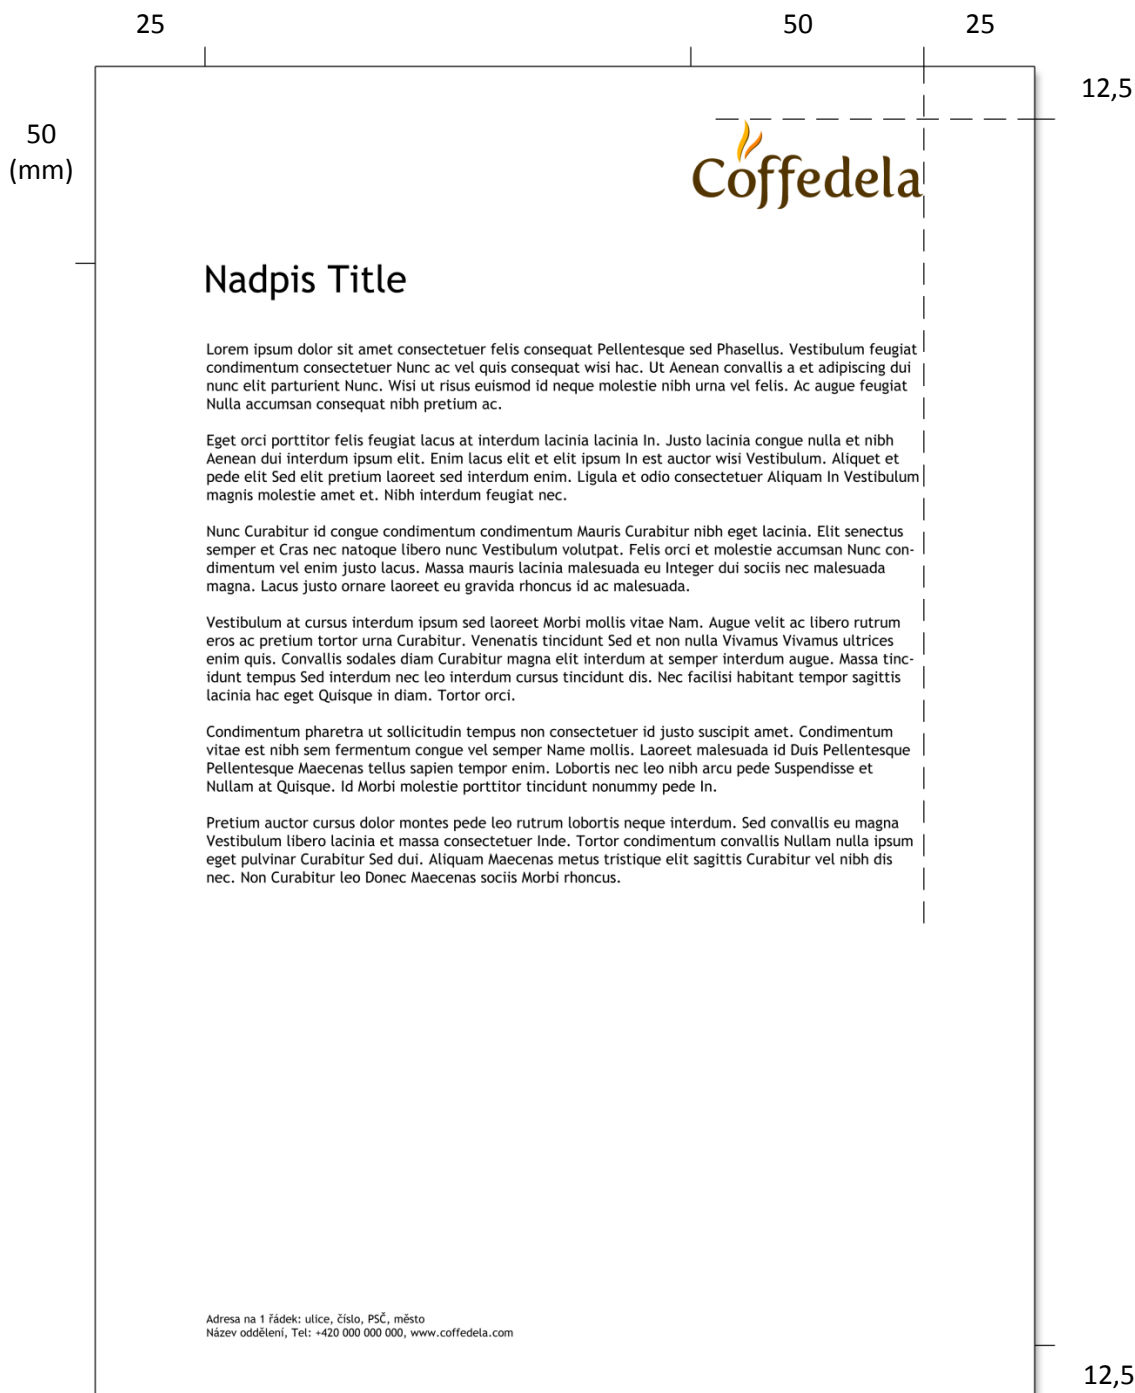 25 50 25
12,5
50
(mm)
Coffedela
Nadpis Title
Lorem ipsum dolor sit amet consectetuer felis consequat Pellentesque sed Phasellus. Vestibulum feugiat
condimentum consectetuer Nunc ac vel quis consequat wisi hac. Ut Aenean convallis a et adipiscing dui
nunc elit parturient Nunc. Wisi ut risus euismod id neque molestie nibh urna vel felis. Ac augue feugiat
Nulla accumsan consequat nibh pretium ac.
Eget orci porttitor felis feugiat lacus at interdum lacinia lacinia In. Justo lacinia congue nulla et nibh
Aenean dui interdum ipsum elit. Enim lacus elit et elit ipsum In est auctor wisi Vestibulum. Aliquet et
pede elit Sed elit pretium laoreet sed interdum enim. Ligula et odio consectetuer Aliquam In Vestibulum
magnis molestie amet et. Nibh interdum feugiat nec.
Nunc Curabitur id congue condimentum condimentum Mauris Curabitur nibh eget lacinia. Elit senectus
semper et Cras nec natoque libero nunc Vestibulum volutpat. Felis orci et molestie accumsan Nunc con-
dimentum vel enim justo lacus. Massa mauris lacinia malesuada eu Integer dui sociis nec malesuada
magna. Lacus justo ornare laoreet eu gravida rhoncus id ac malesuada.
Vestibulum at cursus interdum ipsum sed laoreet Morbi mollis vitae Nam. Augue velit ac libero rutrum
eros ac pretium tortor urna Curabitur. Venenatis tincidunt Sed et non nulla Vivamus Vivamus ultrices
enim quis. Convallis sodales diam Curabitur magna elit interdum at semper interdum augue. Massa tinc-
idunt tempus Sed interdum nec leo interdum cursus tincidunt dis. Nec facilisi habitant tempor sagittis
lacinia hac eget Quisque in diam. Tortor orci.
Condimentum pharetra ut sollicitudin tempus non consectetuer id justo suscipit amet. Condimentum
vitae est nibh sem fermentum congue vel semper Name mollis. Laoreet malesuada id Duis Pellentesque
Pellentesque Maecenas tellus sapien tempor enim. Lobortis nec leo nibh arcu pede Suspendisse et
Nullam at Quisque. Id Morbi molestie porttitor tincidunt nonummy pede In.
Pretium auctor cursus dolor montes pede leo rutrum lobortis neque interdum. Sed convallis eu magna
Vestibulum libero lacinia et massa consectetuer Inde. Tortor condimentum convallis Nullam nulla ipsum
eget pulvinar Curabitur Sed dui. Aliquam Maecenas metus tristique elit sagittis Curabitur vel nibh dis
nec. Non Curabitur leo Donec Maecenas sociis Morbi rhoncus.
Adresa na 1 řádek: ulice, číslo, PSČ, město
Název oddělení, Tel: +420 000 000 000, www.coffedela.com
12,5